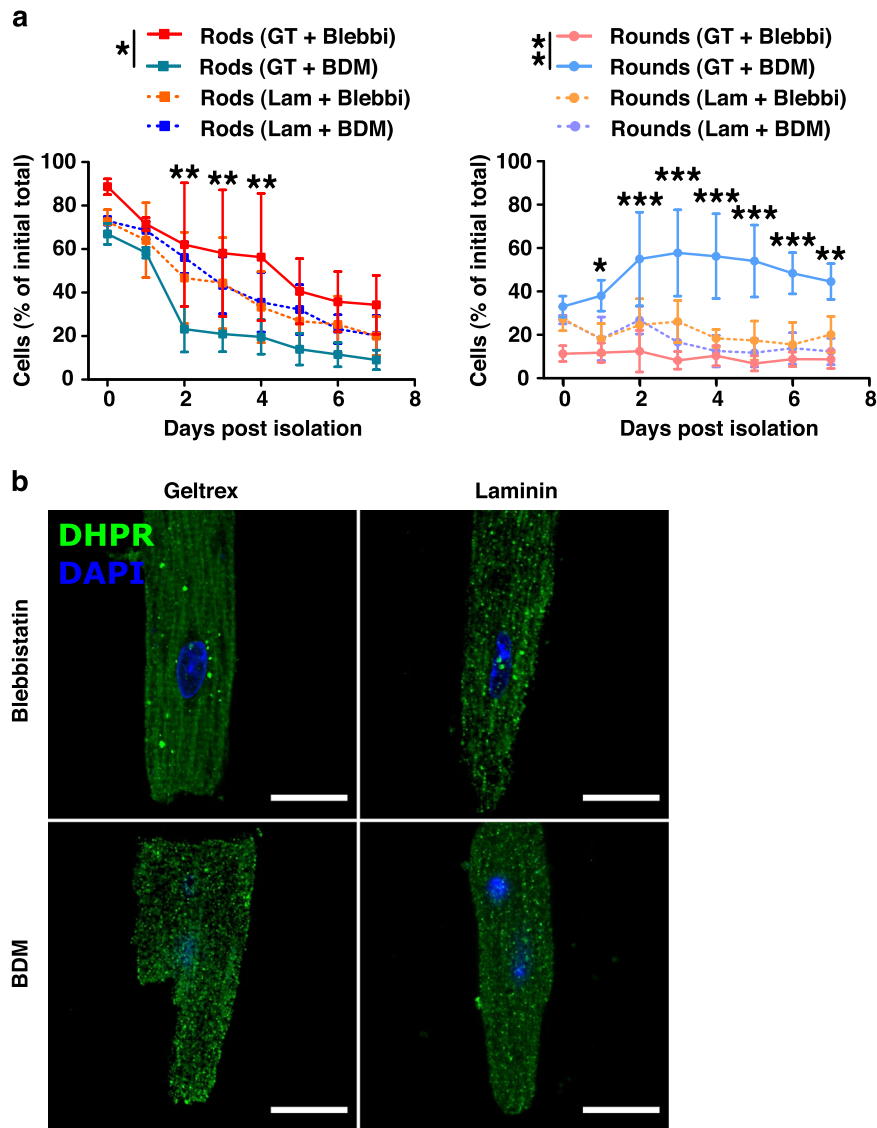 a
* Rods (GT + Blebbi)
Rods (GT + BDM)
Rods (Lam + Blebbi)
Rods (Lam + BDM)
Cells (% of initial total)
100
80
60
40
20
0
** ** **
0 2 4 6 8
Days post isolation
** Rounds (GT + Blebbi)
Rounds (GT + BDM)
Rounds (Lam + Blebbi)
Rounds (Lam + BDM)
Cells (% of initial total)
100
80
60
40
20
0
* *** *** *** *** *** **
0 2 4 6 8
Days post isolation
b
Geltrex Laminin
Blebbistatin
DHPR
DAPI
BDM